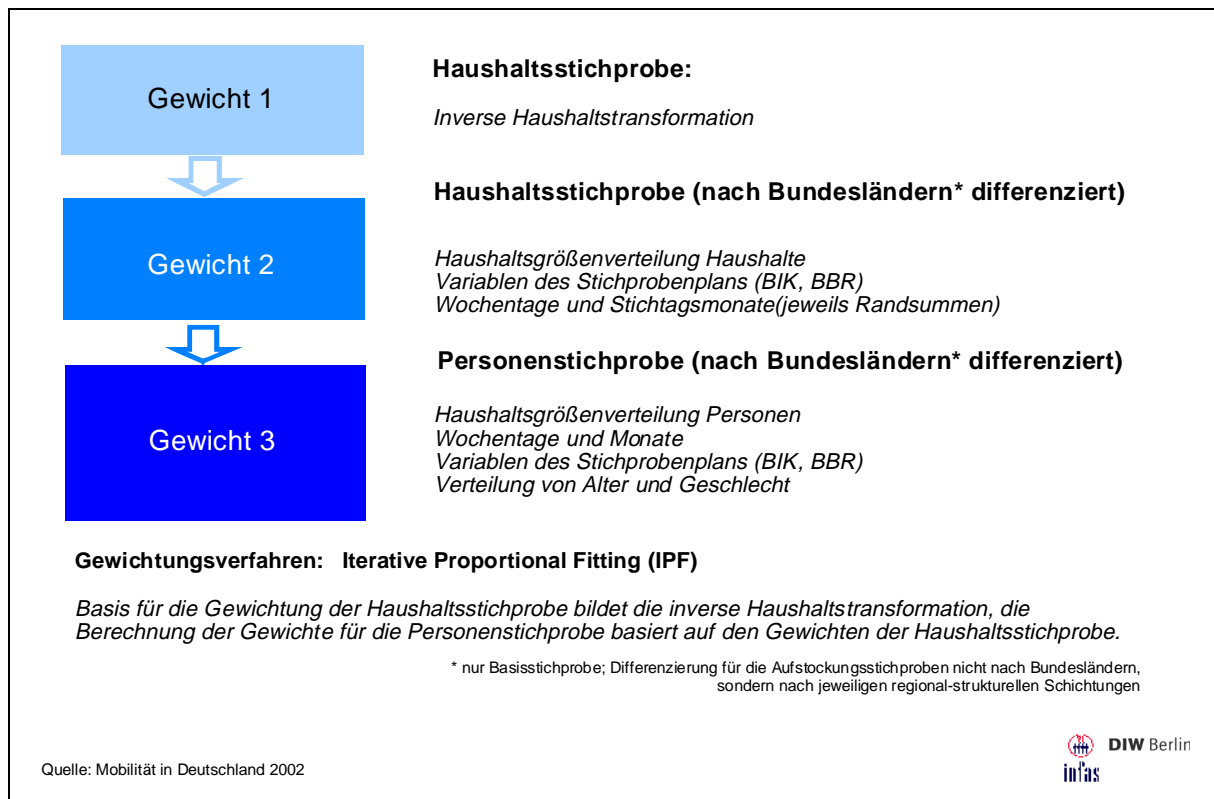 Gewicht 1
Haushaltsstichprobe:
Inverse Haushaltstransformation
Gewicht 2
Haushaltsstichprobe (nach Bundesländern* differenziert)
Haushaltsgrößenverteilung Haushalte
Variablen des Stichprobenplans (BIK, BBR)
Wochentage und Stichtagsmonate(jeweils Randsummen)
Gewicht 3
Personenstichprobe (nach Bundesländern* differenziert)
Haushaltsgrößenverteilung Personen
Wochentage und Monate
Variablen des Stichprobenplans (BIK, BBR)
Verteilung von Alter und Geschlecht
Gewichtungsverfahren: Iterative Proportional Fitting (IPF)
Basis für die Gewichtung der Haushaltsstichprobe bildet die inverse Haushaltstransformation, die
Berechnung der Gewichte für die Personenstichprobe basiert auf den Gewichten der Haushaltsstichprobe.
* nur Basisstichprobe; Differenzierung für die Aufstockungsstichproben nicht nach Bundesländern,
sondern nach jeweiligen regional-strukturellen Schichtungen
Quelle: Mobilität in Deutschland 2002
DIW Berlin
infas